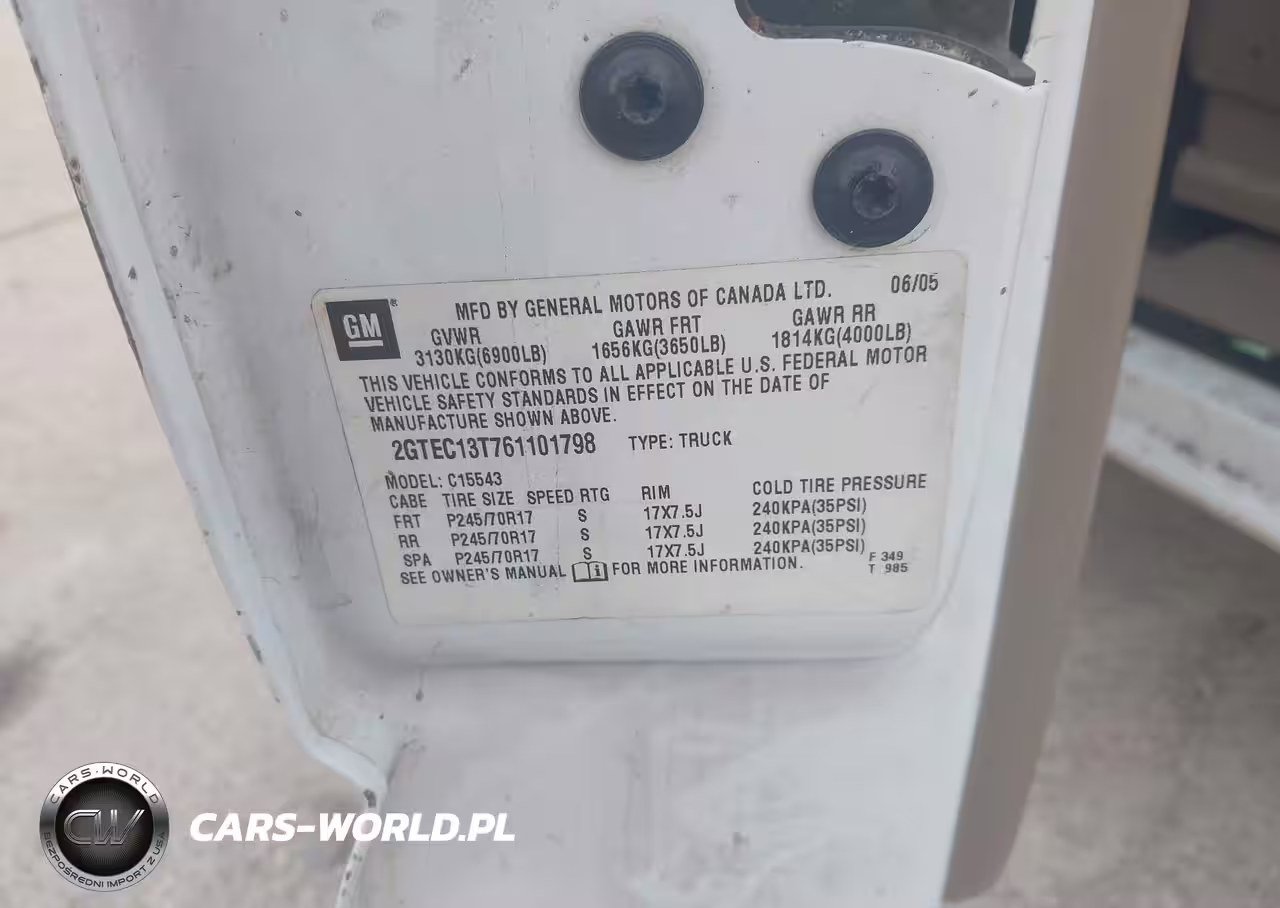 GM
®
MFD BY GENERAL MOTORS OF CANADA LTD. 06/05
GVWR GAWR FRT GAWR RR
3130KG(6900LB) 1656KG(3650LB) 1814KG(4000LB)
THIS VEHICLE CONFORMS TO ALL APPLICABLE U.S. FEDERAL MOTOR
VEHICLE SAFETY STANDARDS IN EFFECT ON THE DATE OF
MANUFACTURE SHOWN ABOVE.
2GTEC13T761101798 TYPE: TRUCK
MODEL: C15543
CABE TIRE SIZE SPEED RTG RIM COLD TIRE PRESSURE
FRT P245/70R17 S 17X7.5J 240KPA(35PSI)
RR P245/70R17 S 17X7.5J 240KPA(35PSI)
SPA P245/70R17 S 17X7.5J 240KPA(35PSI)
SEE OWNER'S MANUAL i FOR MORE INFORMATION.
F 349
T 985
CARS-WORLD
CW
BEZPOŚREDNI IMPORT Z USA
CARS-WORLD.PL